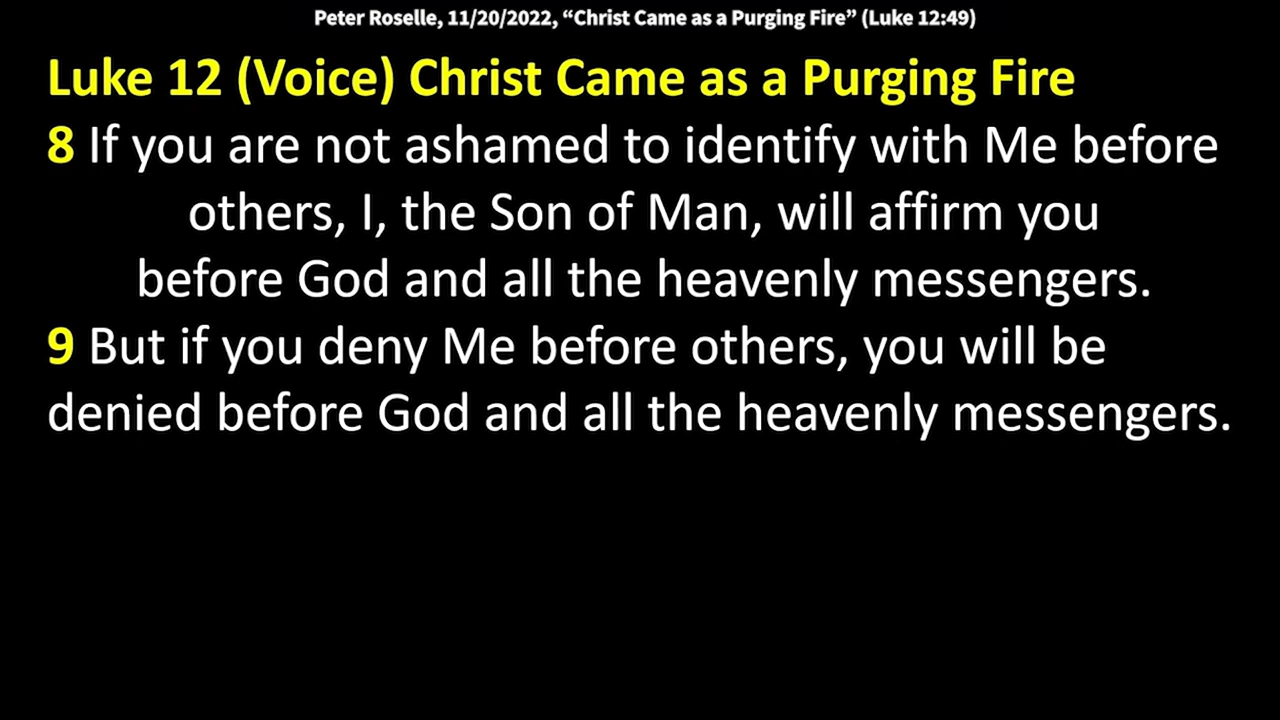 Peter Roselle, 11/20/2022, “Christ Came as a Purging Fire” (Luke 12:49)
Luke 12 (Voice) Christ Came as a Purging Fire
8 If you are not ashamed to identify with Me before
others, I, the Son of Man, will affirm you
before God and all the heavenly messengers.
9 But if you deny Me before others, you will be
denied before God and all the heavenly messengers.